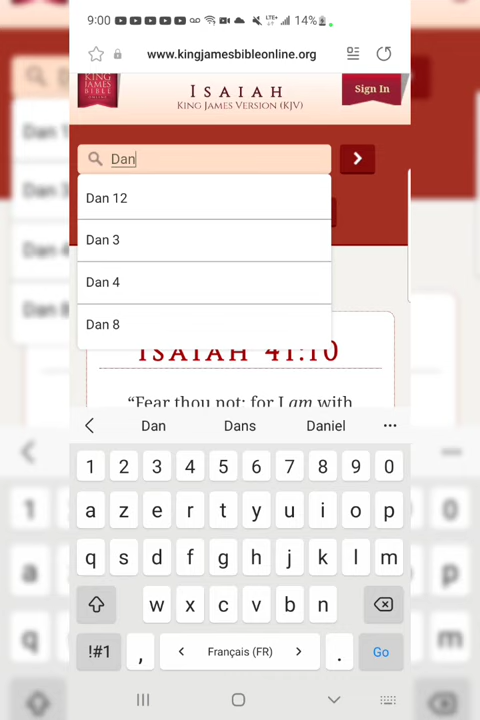 9:00 LTE+ 14%
www.kingjamesbibleonline.org
KING JAMES BIBLE ONLINE
ISAIAH
KING JAMES VERSION (KJV)
Sign In
Dan
Dan 12
Dan 3
Dan 4
Dan 8
ISAIAH 41:10
“Fear thou not; for I am with
Dan Dans Daniel
1 2 3 4 5 6 7 8 9 0
a z e r t y u i o p
q s d f g h j k l m
w x c v b n
!#1 , Français (FR) . Go